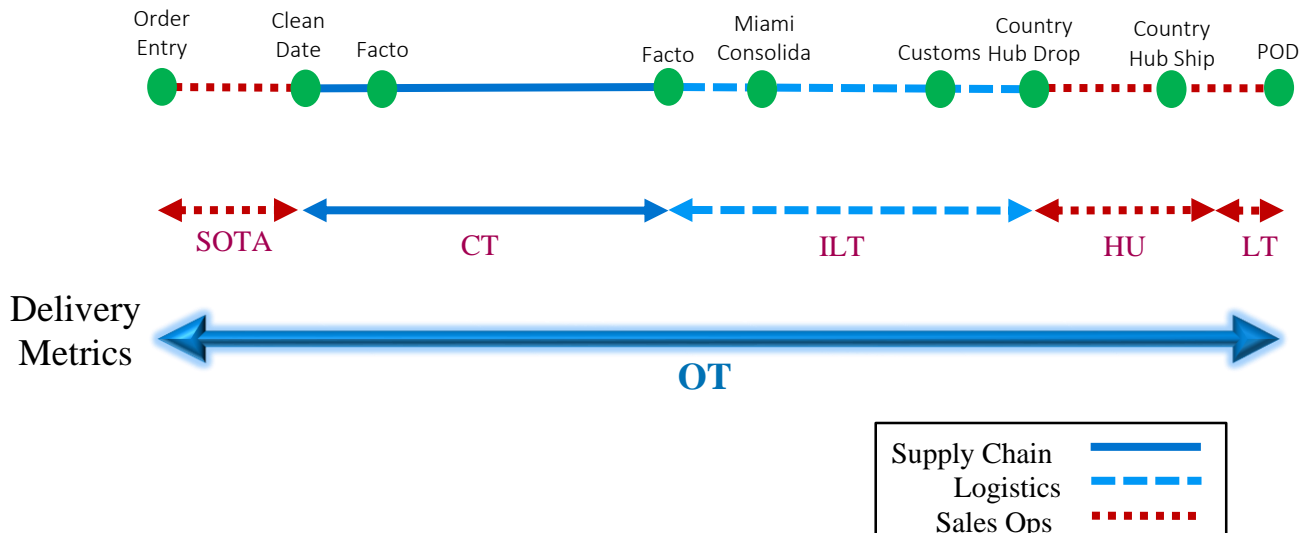 Order
Entry
Clean
Date
Facto
Facto
Miami
Consolida
Customs
Country
Hub Drop
Country
Hub Ship
POD
SOTA
CT
ILT
HU
LT
Delivery
Metrics
OT
Supply Chain
Logistics
Sales Ops